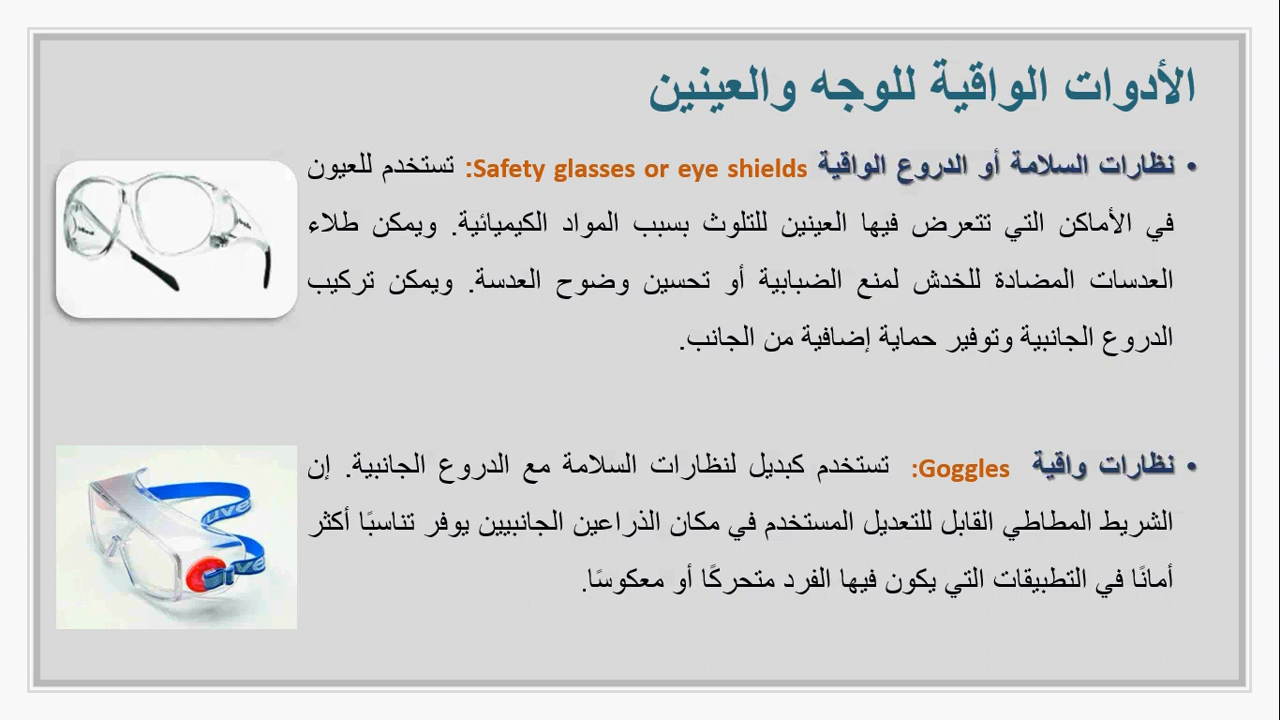 الأدوات الواقية للوجه والعينين
• نظارات السلامة أو الدروع الواقية Safety glasses or eye shields: تستخدم للعيون
في الأماكن التي تتعرض فيها العينين للتلوث بسبب المواد الكيميائية. ويمكن طلاء
العدسات المضادة للخدش لمنع الضبابية أو تحسين وضوح العدسة. ويمكن تركيب
الدروع الجانبية وتوفير حماية إضافية من الجانب.
• نظارات واقية Goggles: تستخدم كبديل لنظارات السلامة مع الدروع الجانبية. إن
الشريط المطاطي القابل للتعديل المستخدم في مكان الذراعين الجانبيين يوفر تناسبًا أكثر
أمانًا في التطبيقات التي يكون فيها الفرد متحركًا أو معكوسًا.